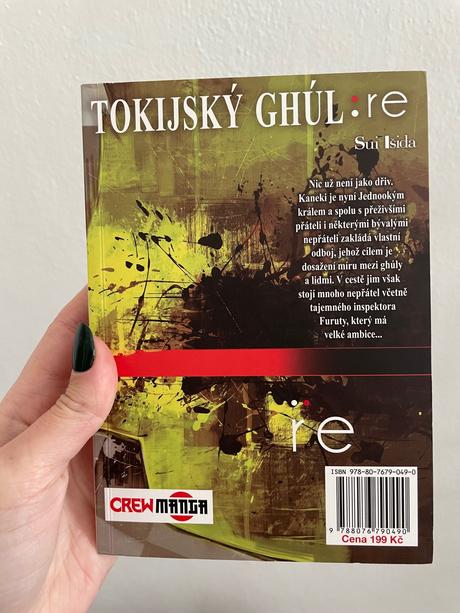 TOKIJSKÝ GHÚL:re
Sui Išida
Nic už není jako dřív.
Kaneki je nyní Jednookým
králem a spolu s přeživšími
přáteli i některými bývalými
nepřáteli zakládá vlastní
odboj, jehož cílem je
dosažení míru mezi ghúly
a lidmi. V cestě jim však
stojí mnoho nepřátel včetně
tajemného inspektora
Furuty, který má
velké ambice...
re
ISBN 978-80-7679-049-0
CREWMANGA
9 788076 790490
Cena 199 Kč